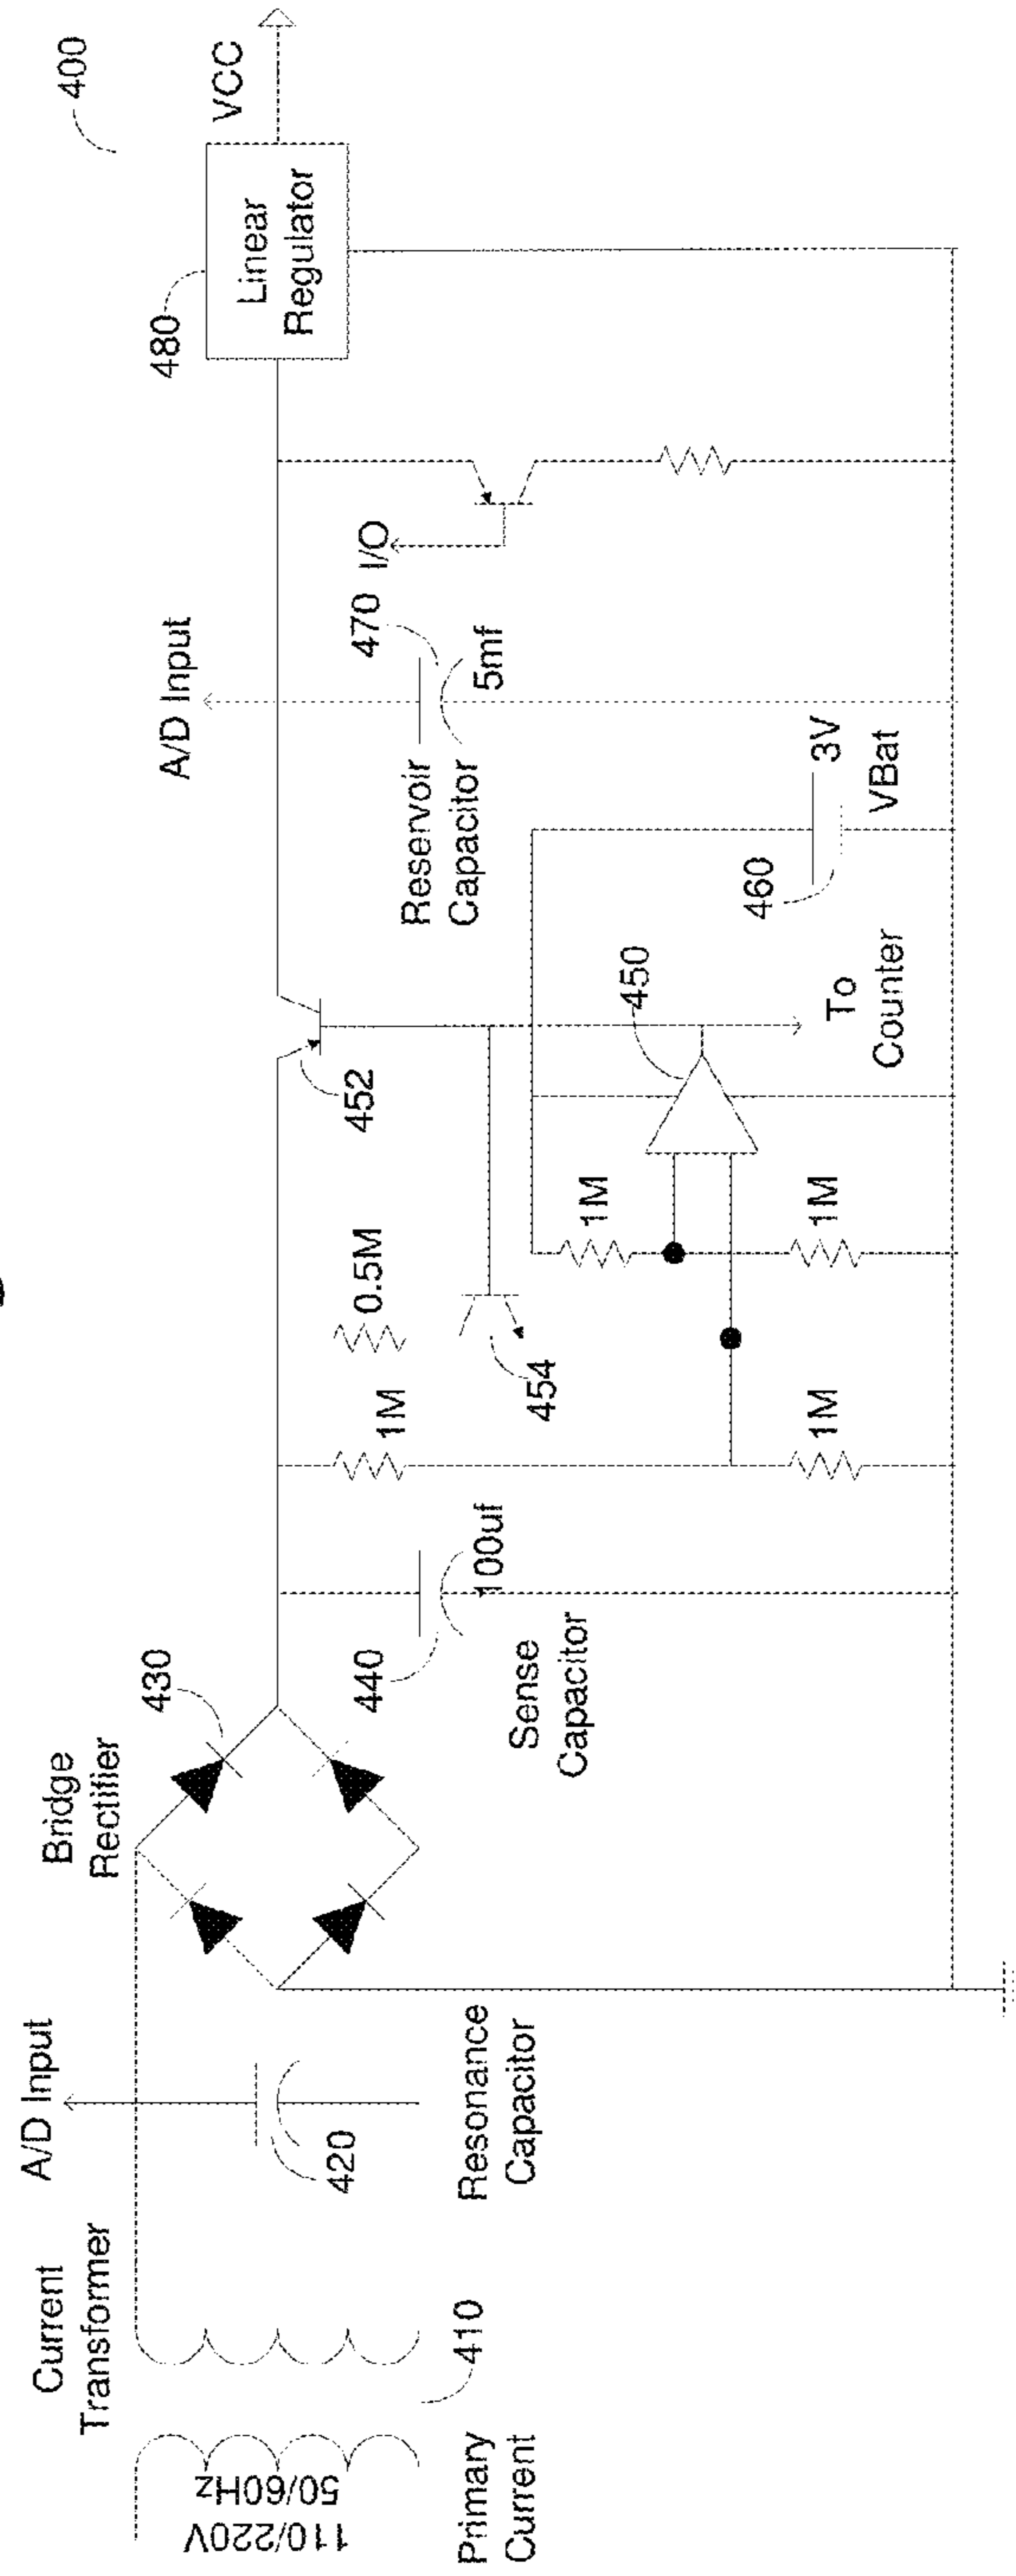 400
Current
Transformer
A/D Input
Bridge
Rectifier
430
A/D Input
480
Linear
Regulator
VCC
110/220V
50/60Hz
Primary
Current
410
420
Resonance
Capacitor
440
100uf
Sense
Capacitor
1M
0.5M
454
452
1M
1M
1M
450
To
Counter
460
3V
VBat
Reservoir
Capacitor
470
5mf
I/O